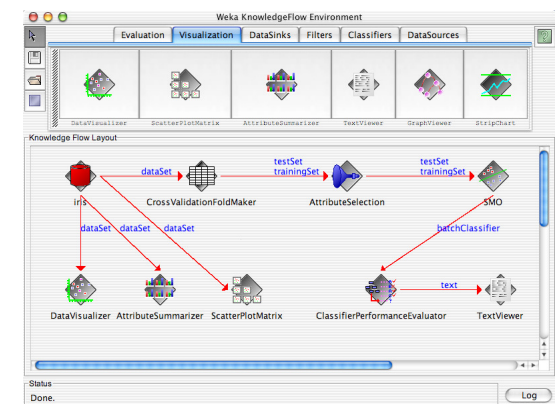 Weka KnowledgeFlow Environment
Evaluation Visualization DataSinks Filters Classifiers DataSources
DataVisualizer ScatterPlotMatrix AttributeSummarizer TextViewer GraphViewer StripChart
Knowledge Flow Layout
testSet testSet
dataSet trainingSet trainingSet
iris CrossValidationFoldMaker AttributeSelection SMO
dataSet dataSet dataSet batchClassifier
text
DataVisualizer AttributeSummarizer ScatterPlotMatrix ClassifierPerformanceEvaluator TextViewer
Status
Done. Log